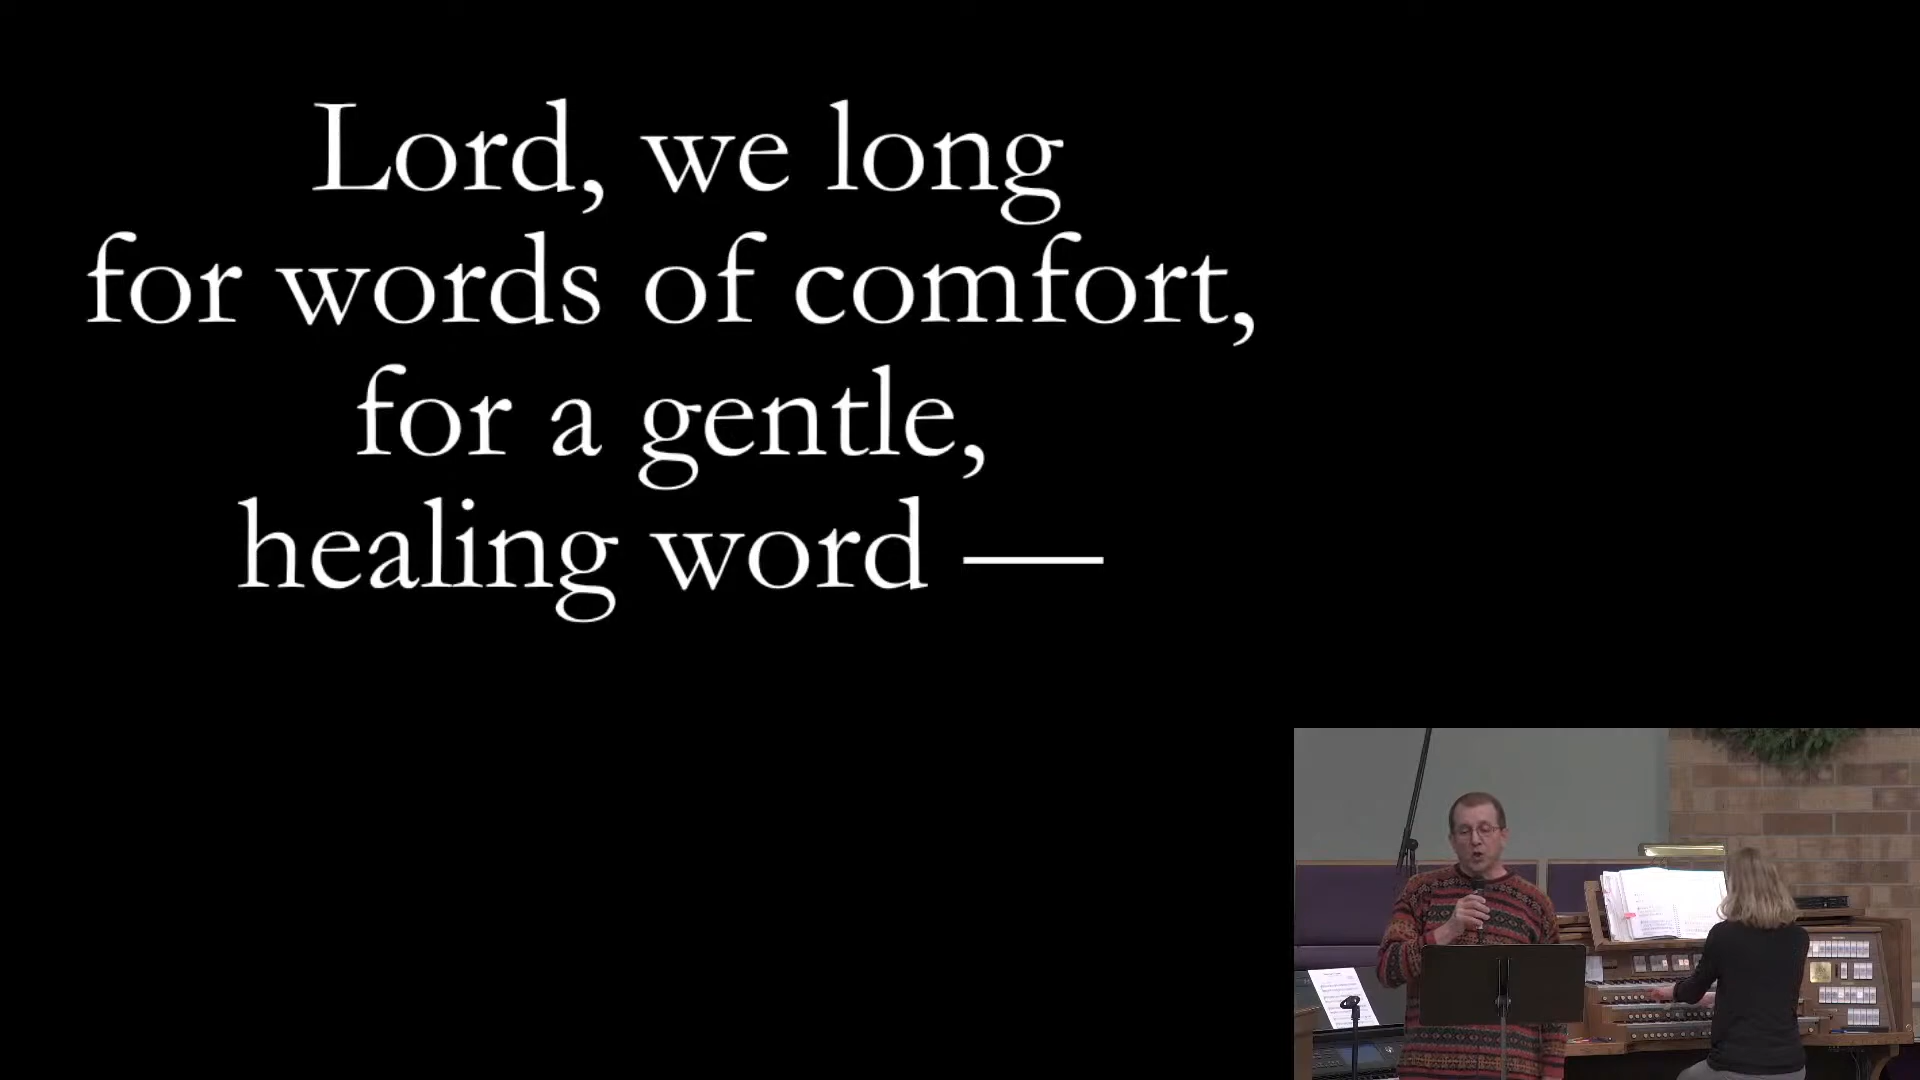 Lord, we long
for words of comfort,
for a gentle,
healing word —